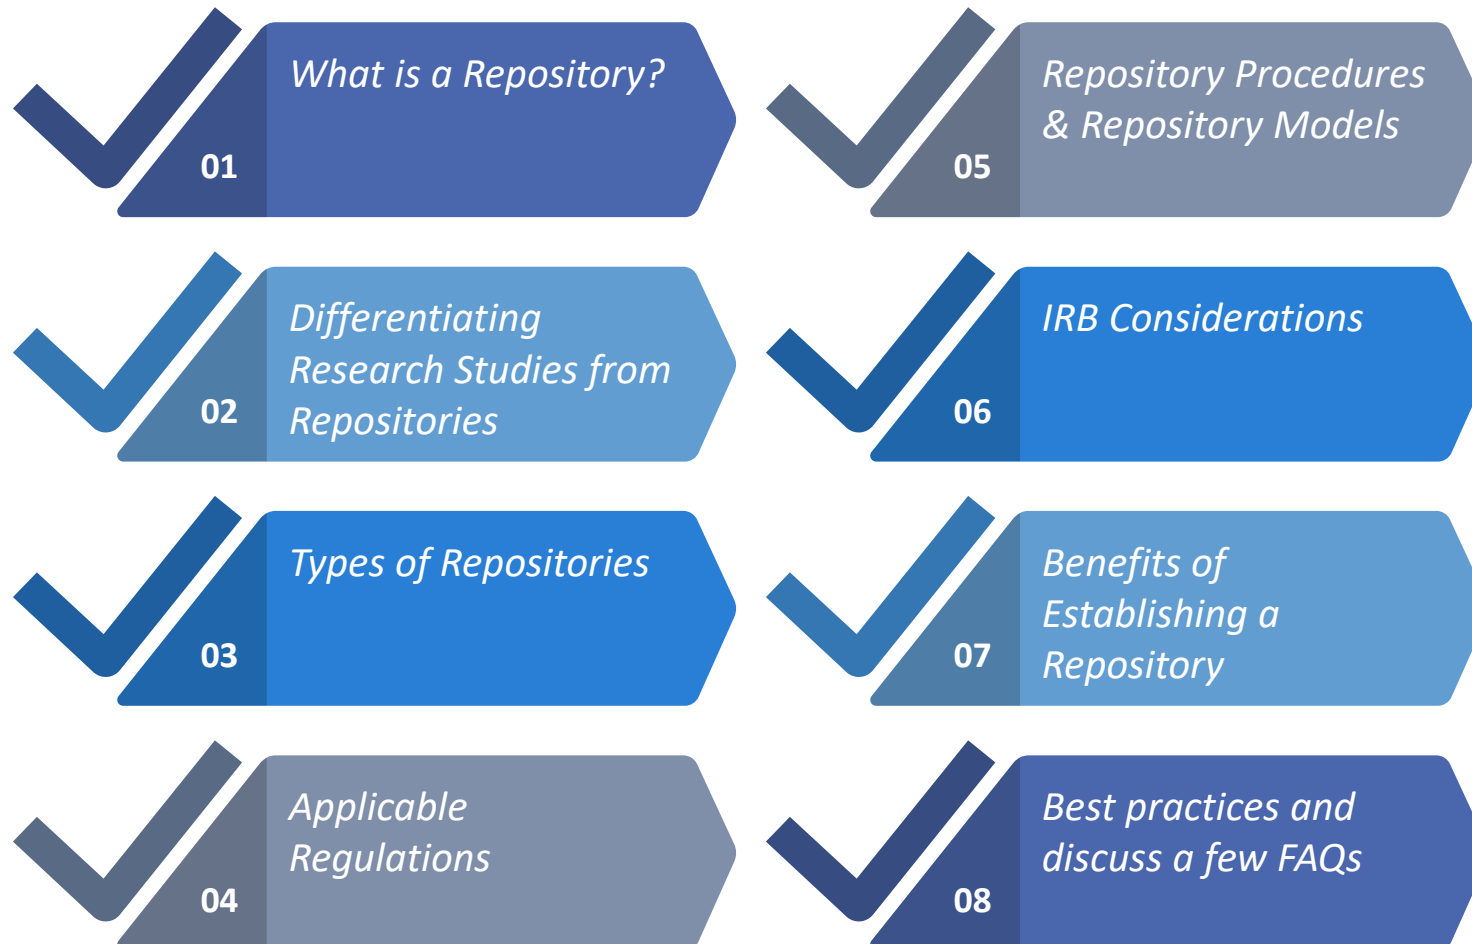 01
What is a Repository?
02
Differentiating
Research Studies from
Repositories
03
Types of Repositories
04
Applicable
Regulations
05
Repository Procedures
& Repository Models
06
IRB Considerations
07
Benefits of
Establishing a
Repository
08
Best practices and
discuss a few FAQs